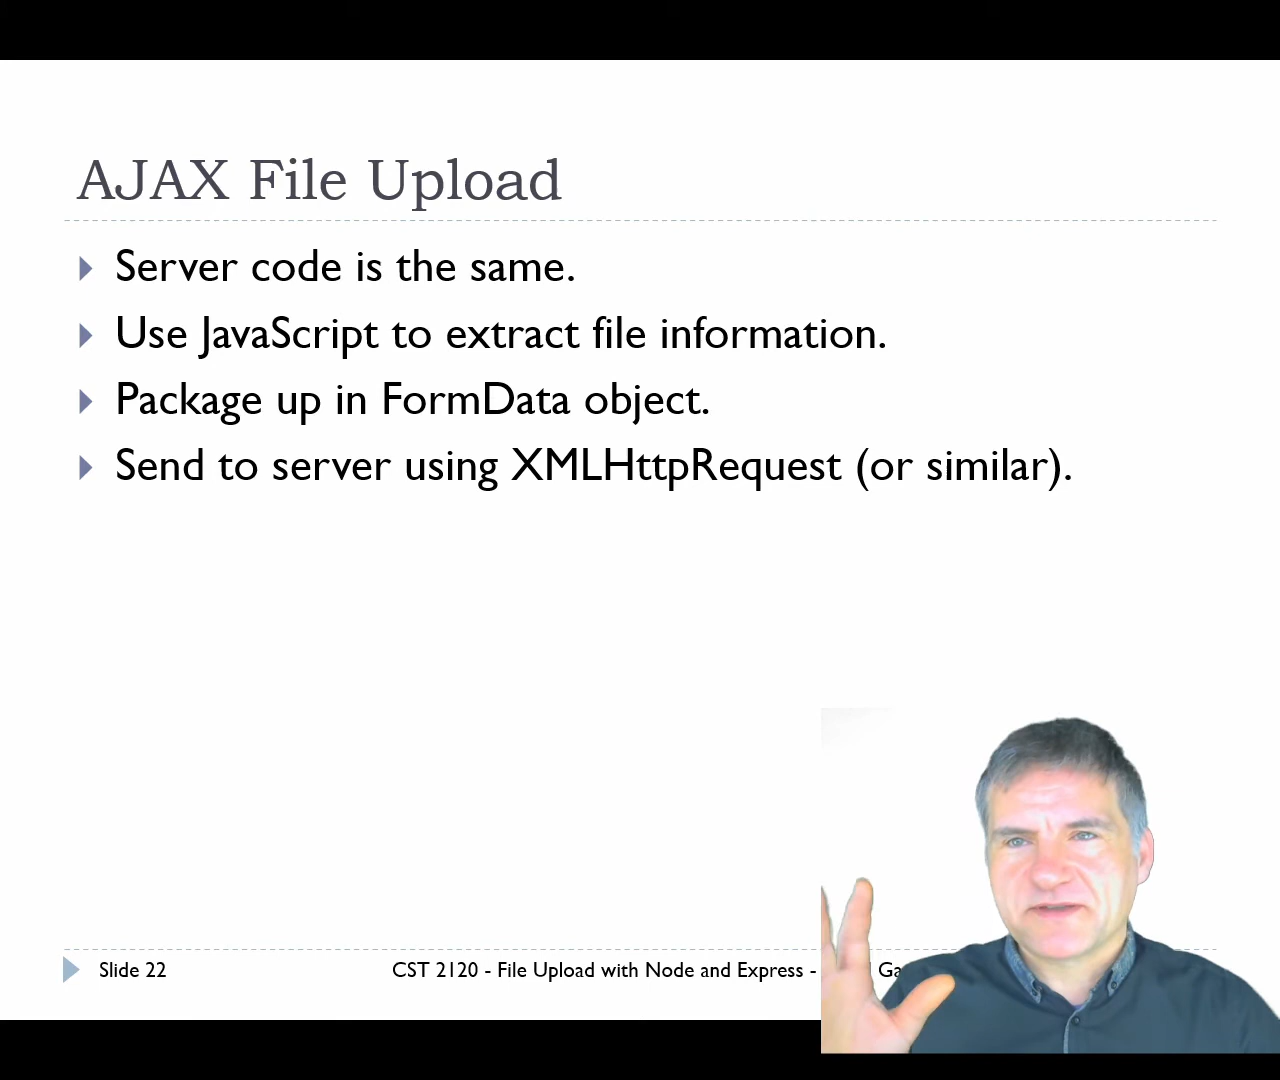 AJAX File Upload
Server code is the same.
Use JavaScript to extract file information.
Package up in FormData object.
Send to server using XMLHttpRequest (or similar).
Slide 22
CST 2120 - File Upload with Node and Express -